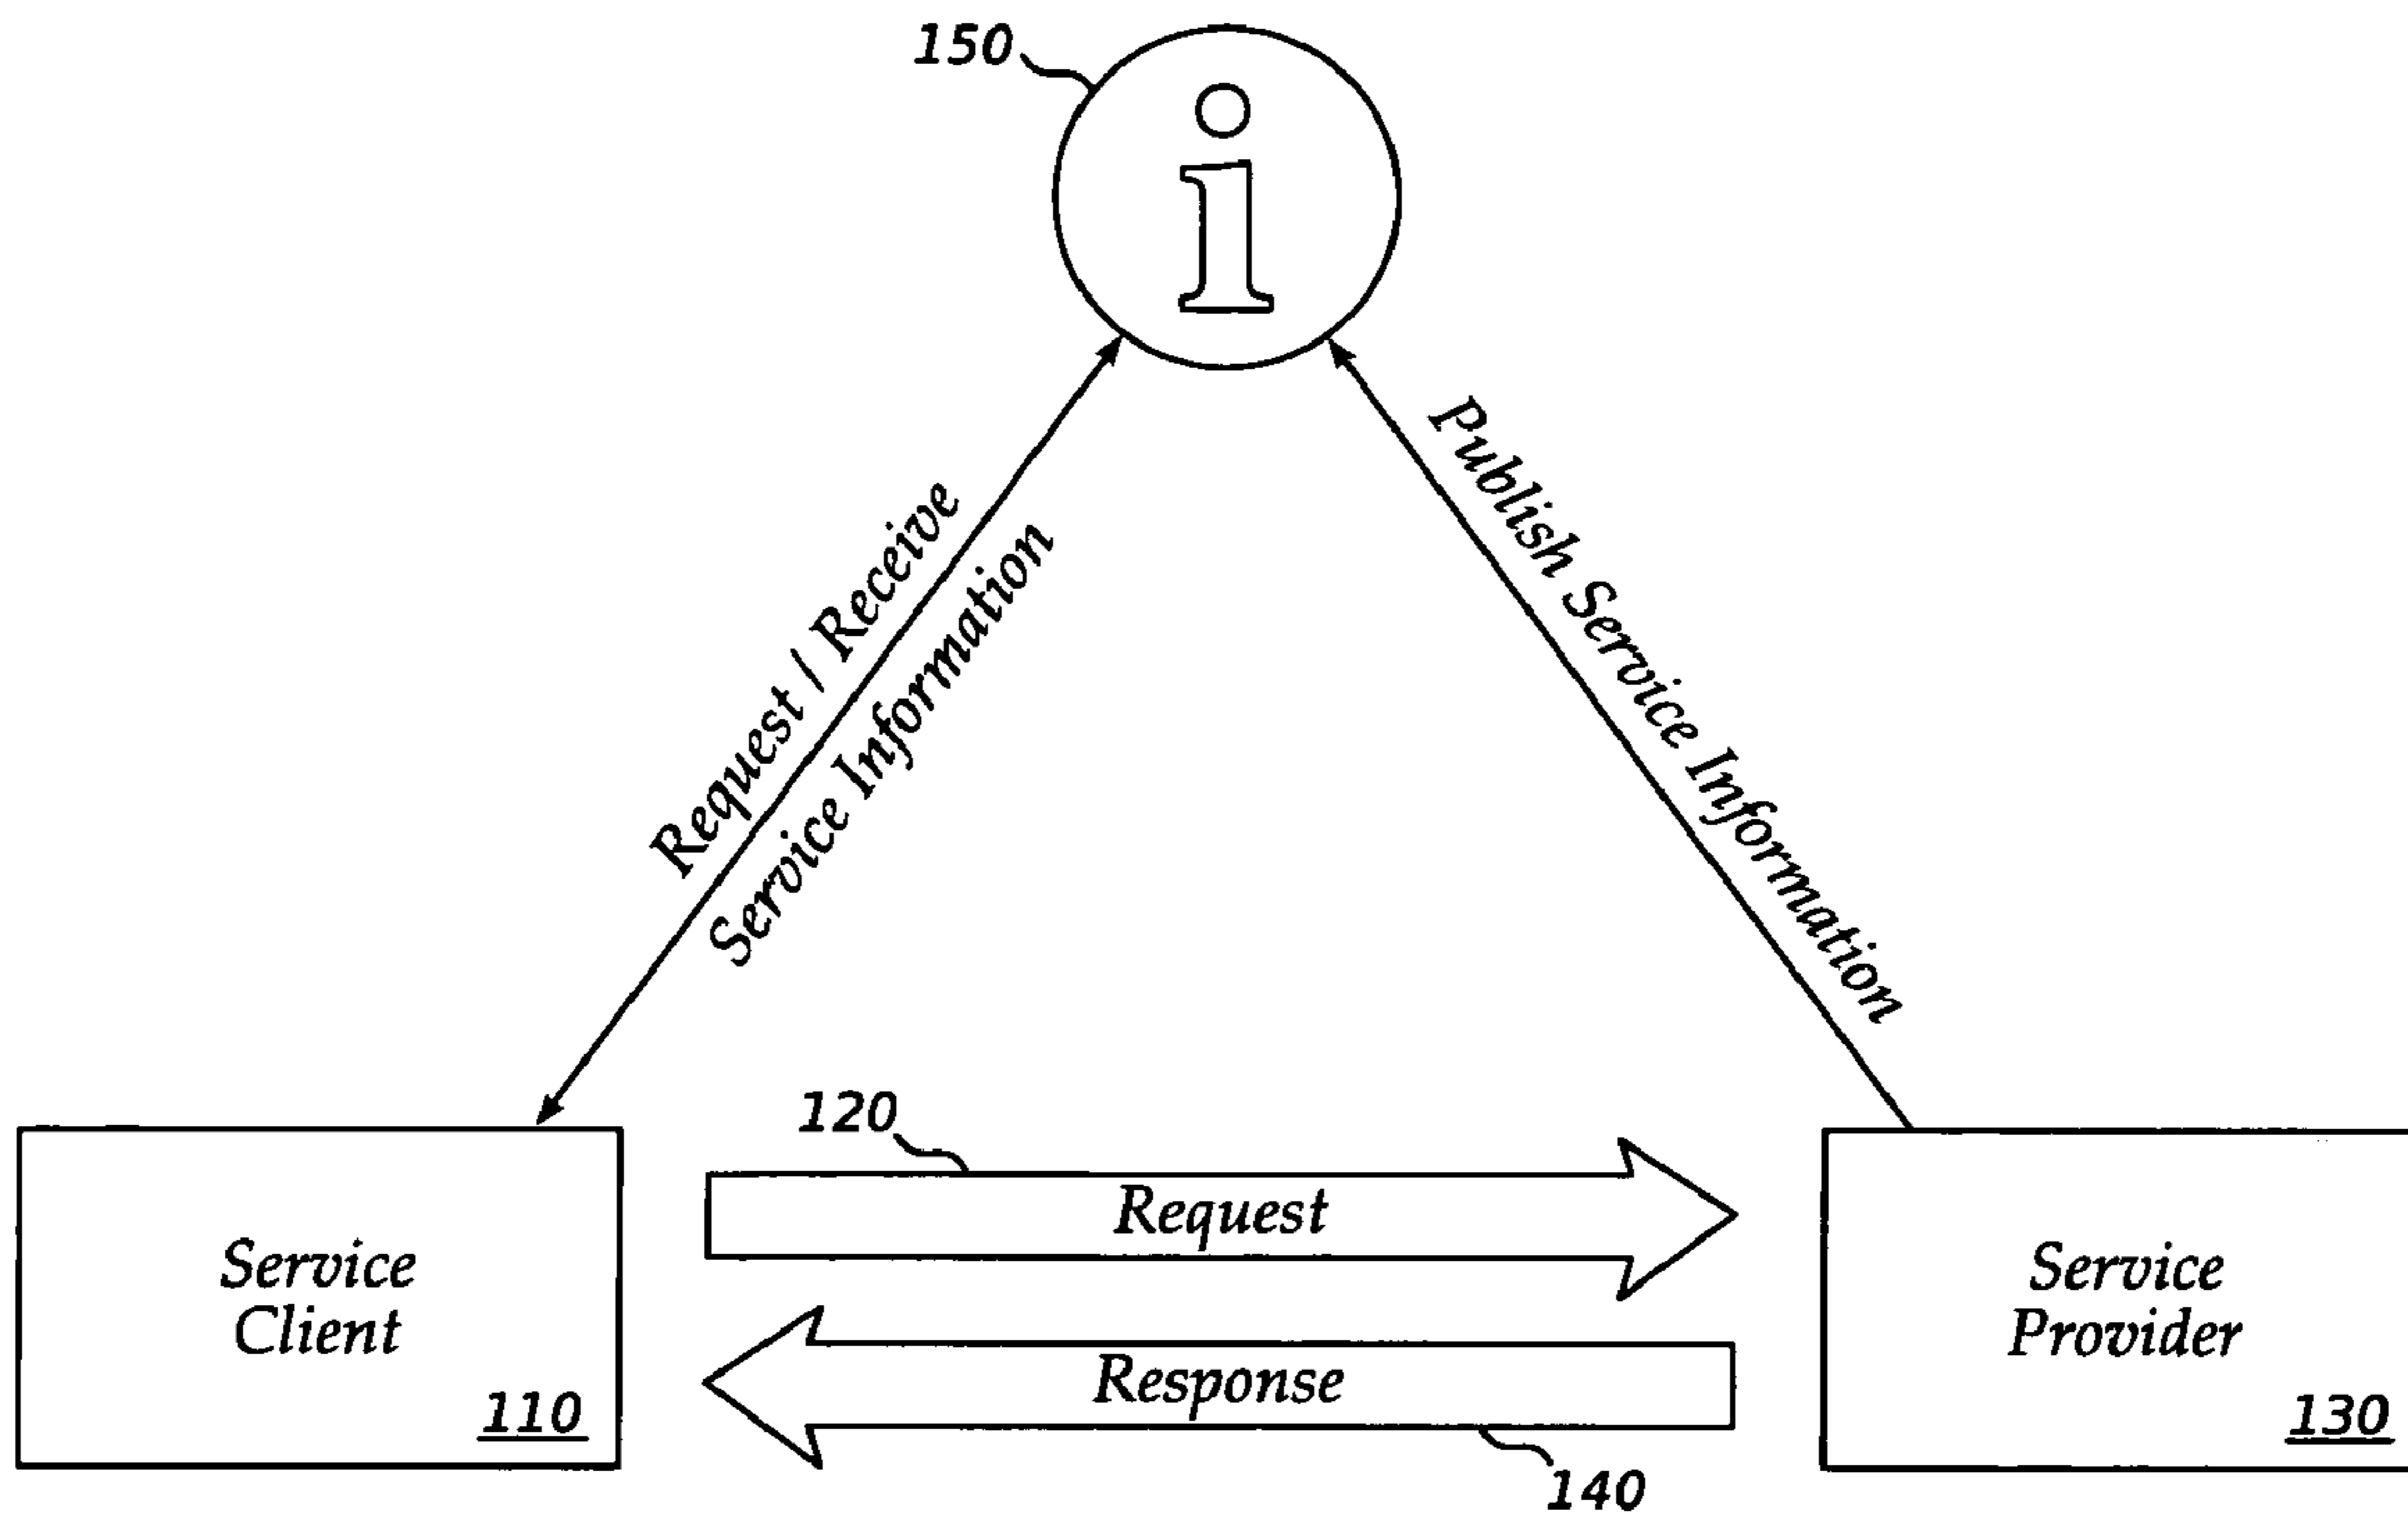 150
i
Request / Receive
Service Information
Publish Service Information
120
Request
Service
Client
110
Response
140
Service
Provider
130